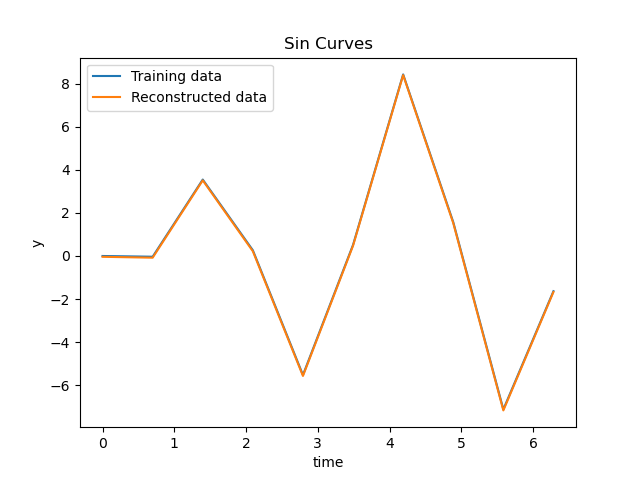 Sin Curves
Training data
Reconstructed data
8
6
4
2
0
−2
−4
−6
y
0 1 2 3 4 5 6
time